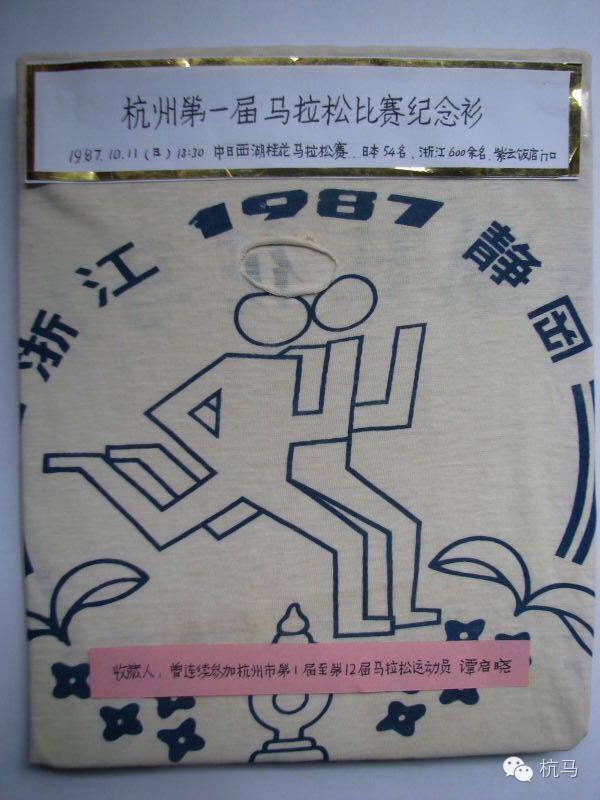 杭州第一届马拉松比赛纪念衫
1987.10.11(日)13:30 中日西湖桂花马拉松赛、日本54名、浙江600余名、紫云饭店门口
1987
浙江
静岡
收藏人：曾连续参加杭州市第1届至第12届马拉松运动员 谭启晓
杭马